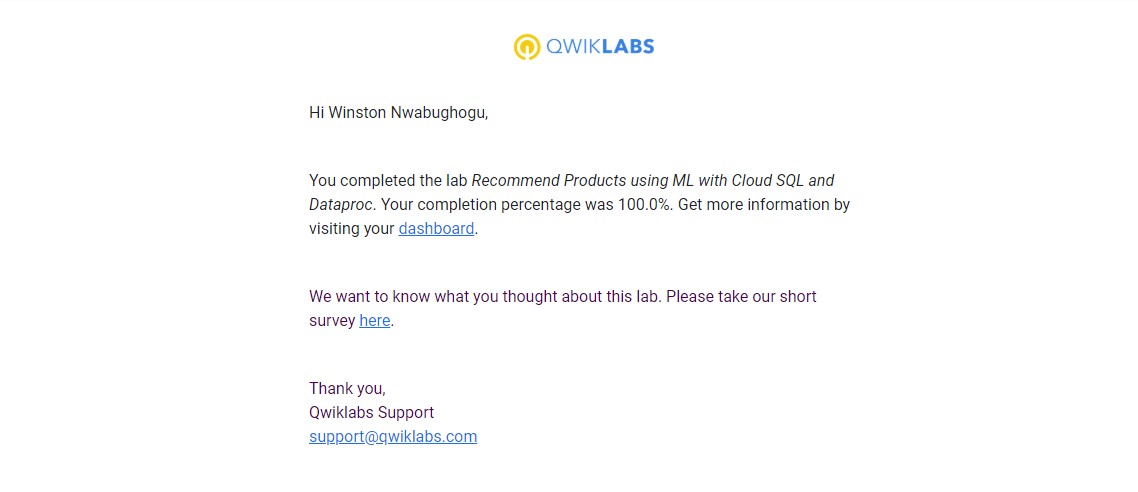 QWIKLABS
Hi Winston Nwabughogu,
You completed the lab Recommend Products using ML with Cloud SQL and
Dataproc. Your completion percentage was 100.0%. Get more information by
visiting your dashboard.
We want to know what you thought about this lab. Please take our short
survey here.
Thank you,
Qwiklabs Support
support@qwiklabs.com